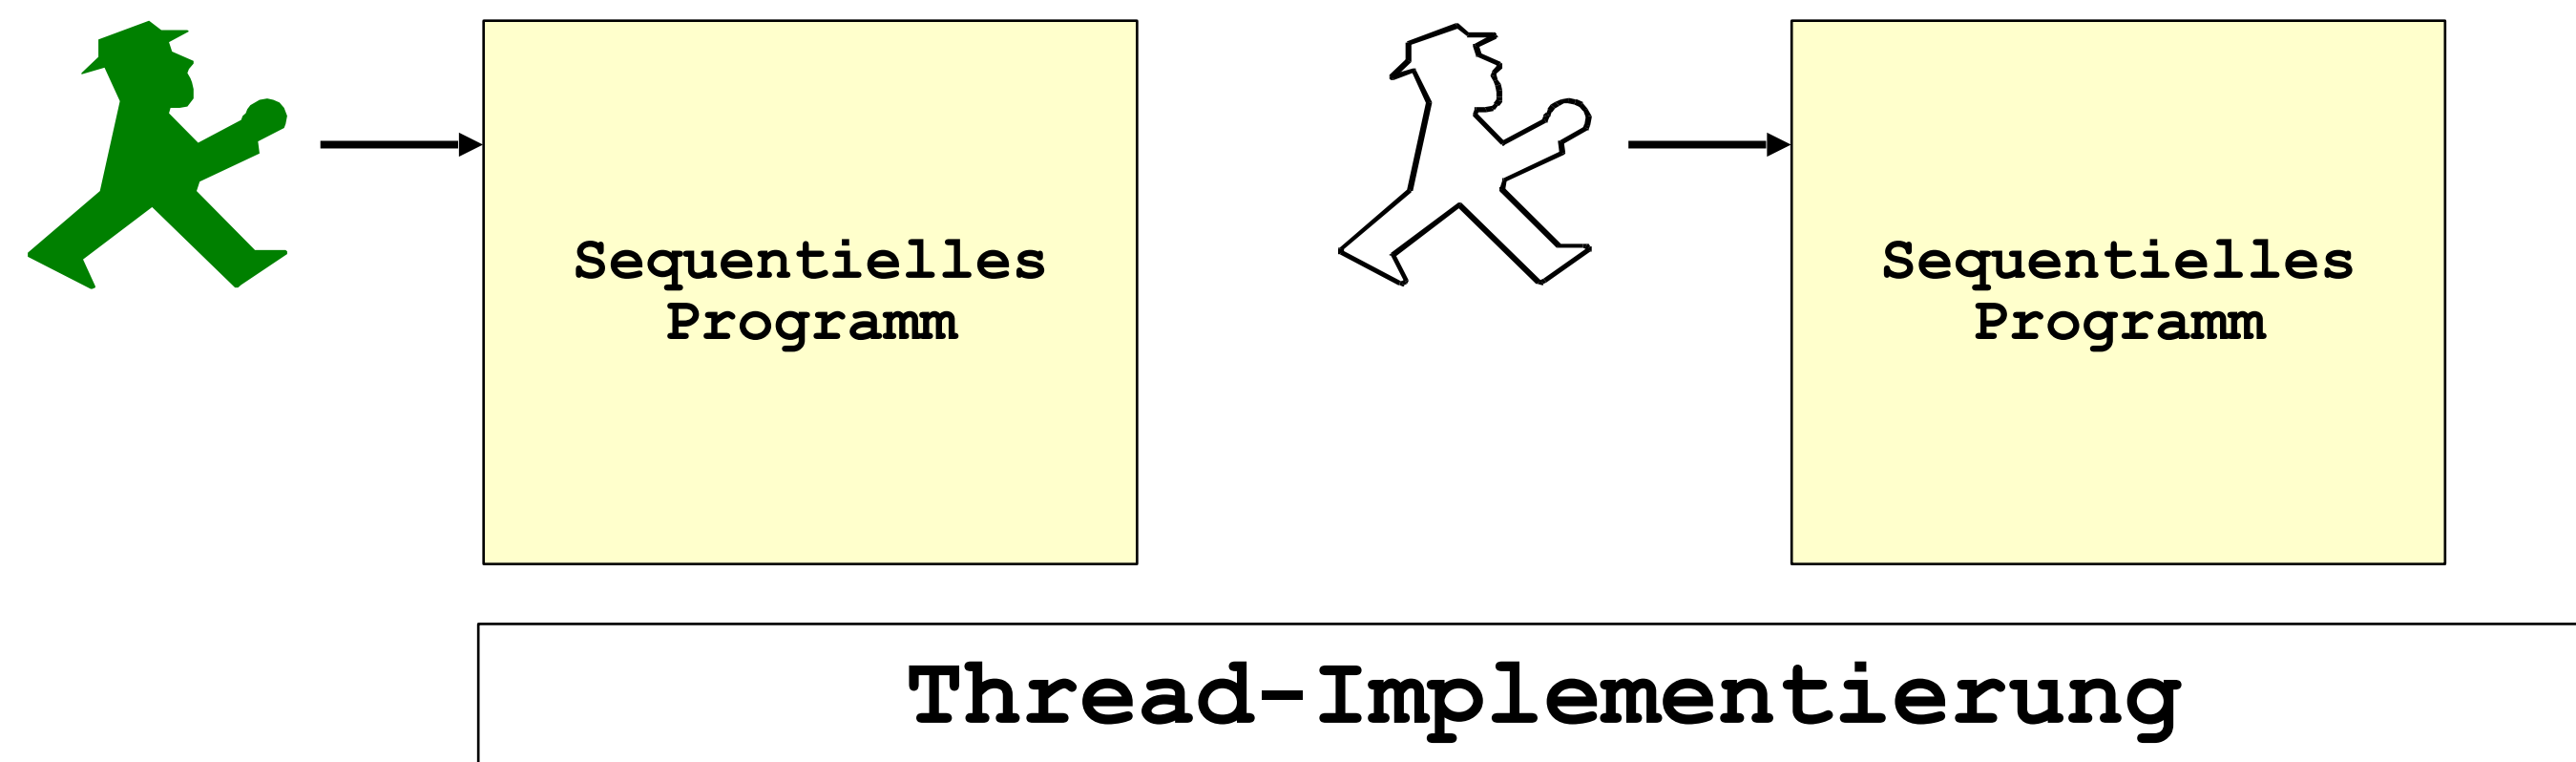 Sequentielles
Programm
Sequentielles
Programm
Thread-Implementierung